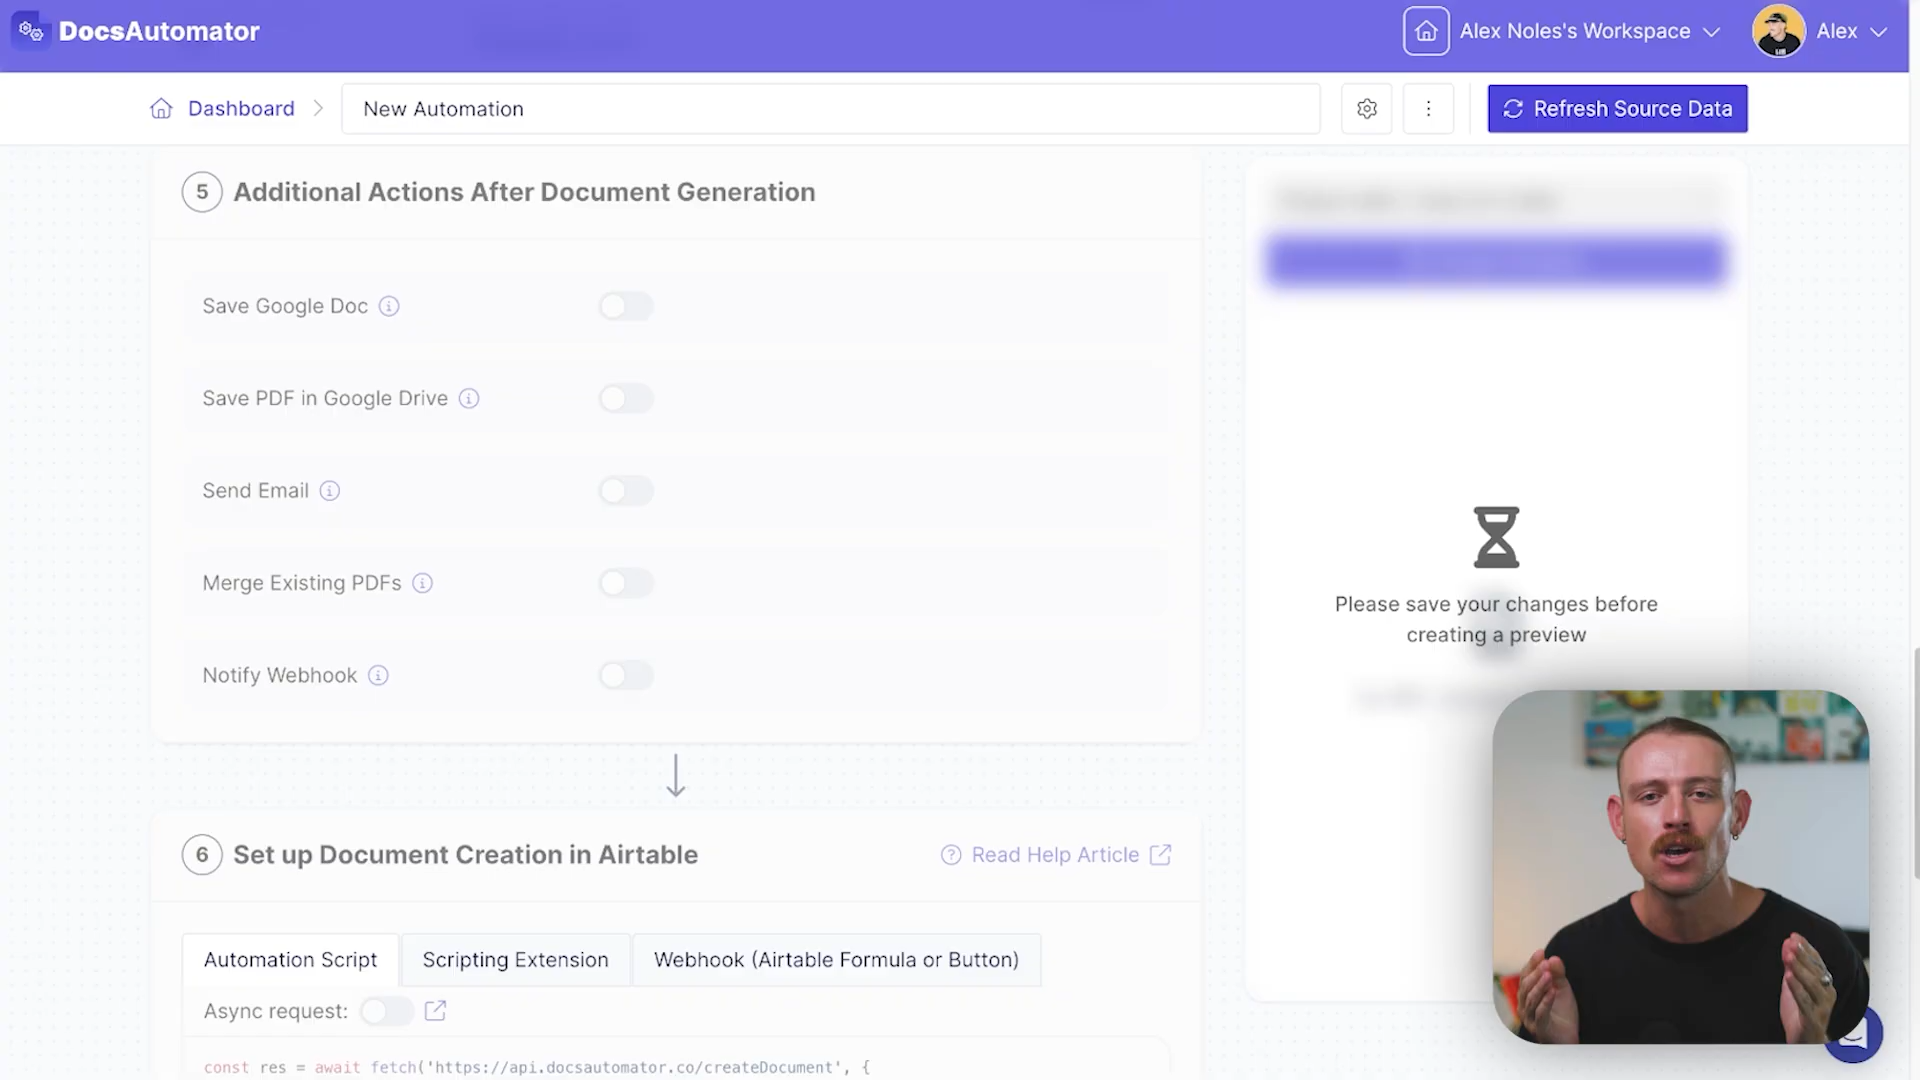 DocsAutomator
Alex Noles's Workspace
Alex
Dashboard
New Automation
Refresh Source Data
5 Additional Actions After Document Generation
Save Google Doc
Save PDF in Google Drive
Send Email
Merge Existing PDFs
Notify Webhook
Please save your changes before
creating a preview
6 Set up Document Creation in Airtable
Read Help Article
Automation Script
Scripting Extension
Webhook (Airtable Formula or Button)
Async request:
const res = await fetch('https://api.docsautomator.co/createDocument', {